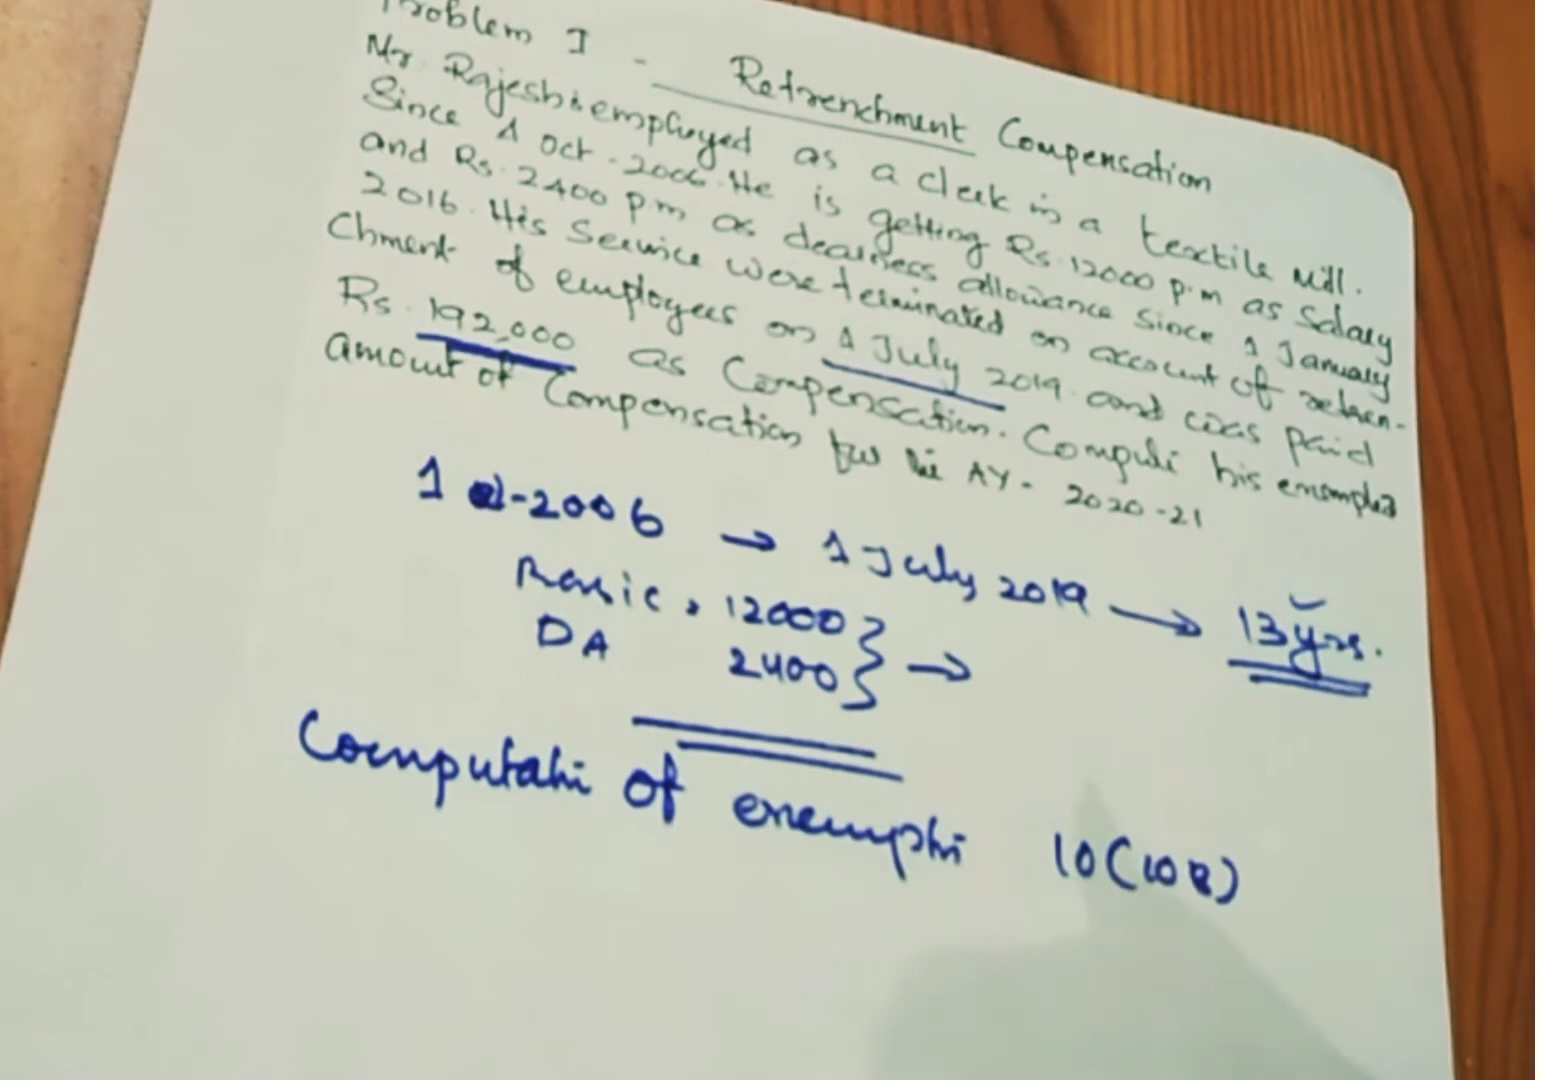 Problem I - Retrenchment Compensation
Mr. Rajesh is employed as a clerk in a textile Mill.
Since 1 Oct - 2006. He is getting Rs. 12000 p.m as Salary
and Rs. 2400 pm as dearness allowance since 1 January
2016. His Service were terminated on account of retren-
chment of employees on 1 July 2019 and was paid
Rs. 192,000 as Compensation. Compute his exempted
amount of Compensation for the AY - 2020-21
1 -2006 → 1 July 2019 → 13 yrs.
Basic 12000
DA 2400 } →
Computati of exempti 10(10B)